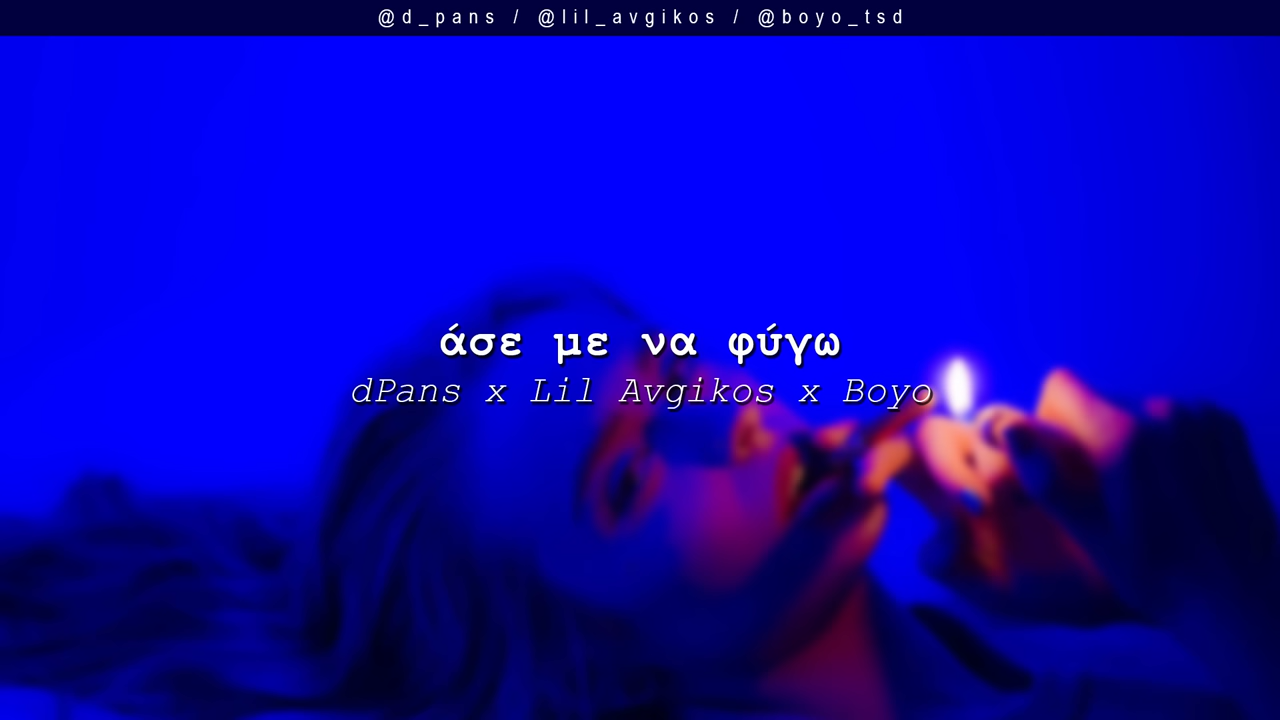 @d_pans / @lil_avgikos / @boyo_tsd
άσε με να φύγω
dPans x Lil Avgikos x Boyo